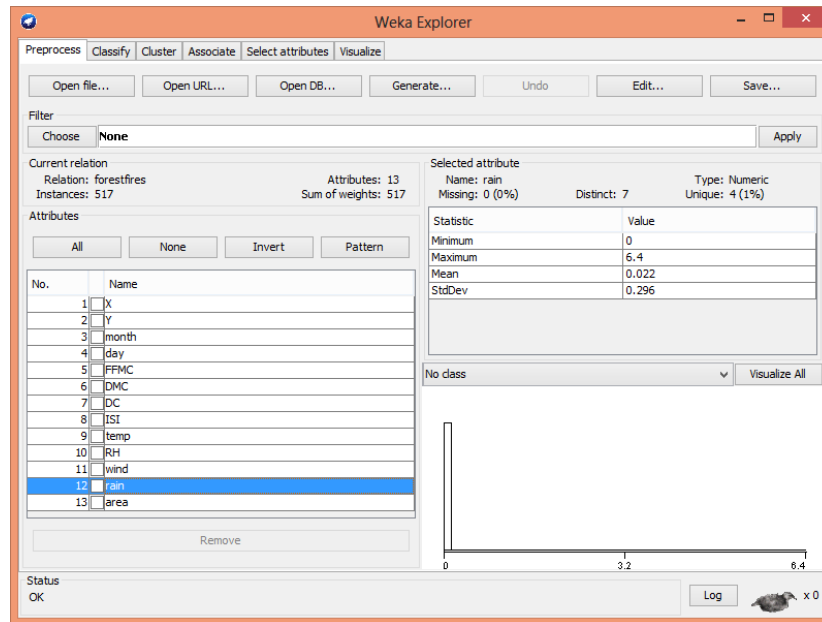 Weka Explorer
Preprocess Classify Cluster Associate Select attributes Visualize
Open file... Open URL... Open DB... Generate... Undo Edit... Save...
Filter
Choose None Apply
Current relation
Relation: forestfires Attributes: 13
Instances: 517 Sum of weights: 517
Attributes
All None Invert Pattern
No. Name
1 X
2 Y
3 month
4 day
5 FFMC
6 DMC
7 DC
8 ISI
9 temp
10 RH
11 wind
12 rain
13 area
Remove
Selected attribute
Name: rain Type: Numeric
Missing: 0 (0%) Distinct: 7 Unique: 4 (1%)
Statistic Value
Minimum 0
Maximum 6.4
Mean 0.022
StdDev 0.296
No class Visualize All
0 3.2 6.4
Status
OK
Log x 0